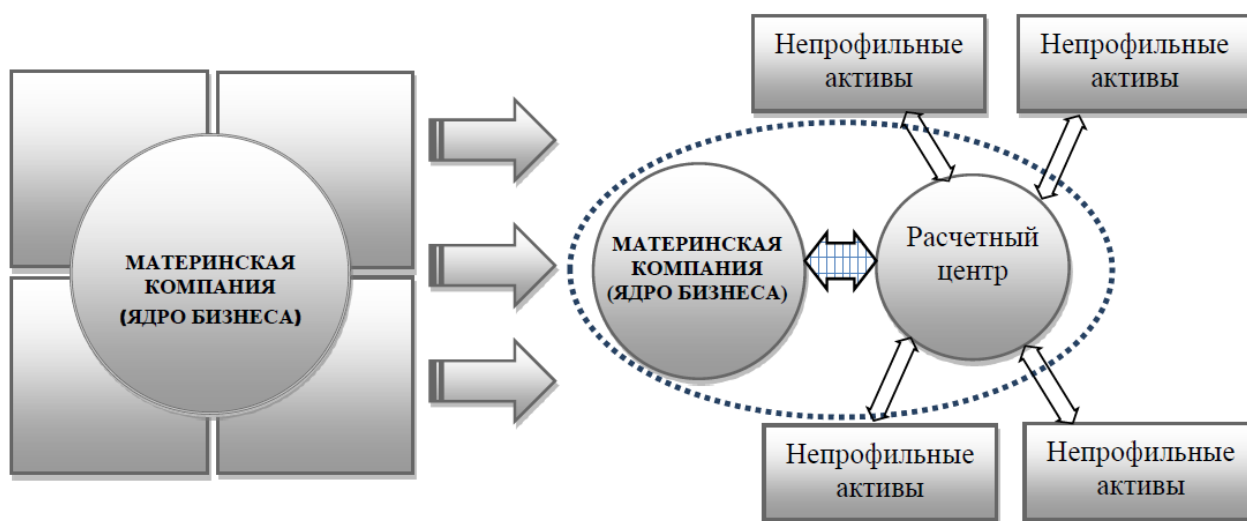 МАТЕРИНСКАЯ
КОМПАНИЯ
(ЯДРО БИЗНЕСА)
Непрофильные
активы
Непрофильные
активы
МАТЕРИНСКАЯ
КОМПАНИЯ
(ЯДРО БИЗНЕСА)
Расчетный
центр
Непрофильные
активы
Непрофильные
активы